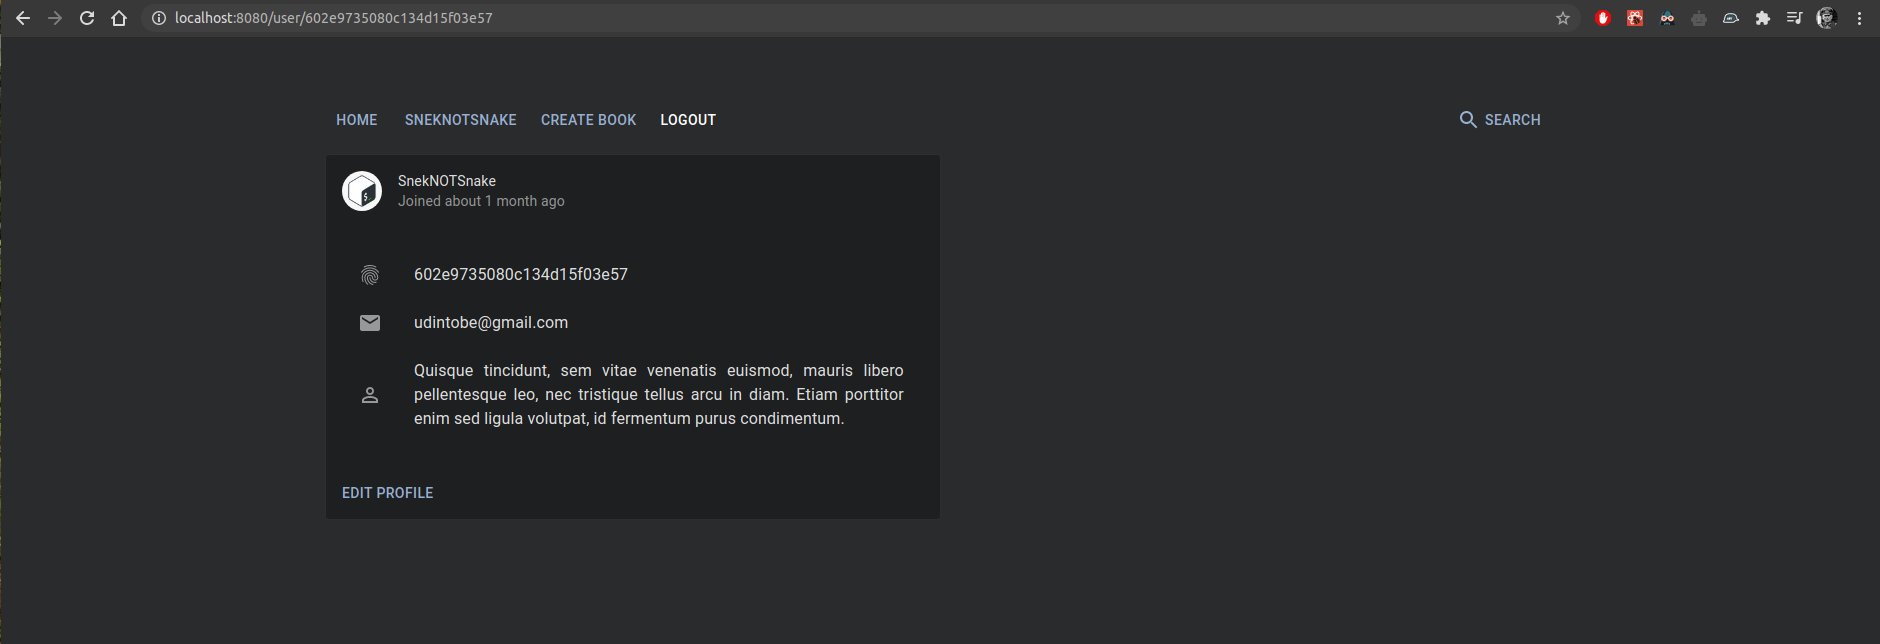 localhost:8080/user/602e9735080c134d15f03e57
HOME SNEKNOTSNAKE CREATE BOOK LOGOUT SEARCH
SnekNOTSnake
Joined about 1 month ago
602e9735080c134d15f03e57
udintobe@gmail.com
Quisque tincidunt, sem vitae venenatis euismod, mauris libero
pellentesque leo, nec tristique tellus arcu in diam. Etiam porttitor
enim sed ligula volutpat, id fermentum purus condimentum.
EDIT PROFILE